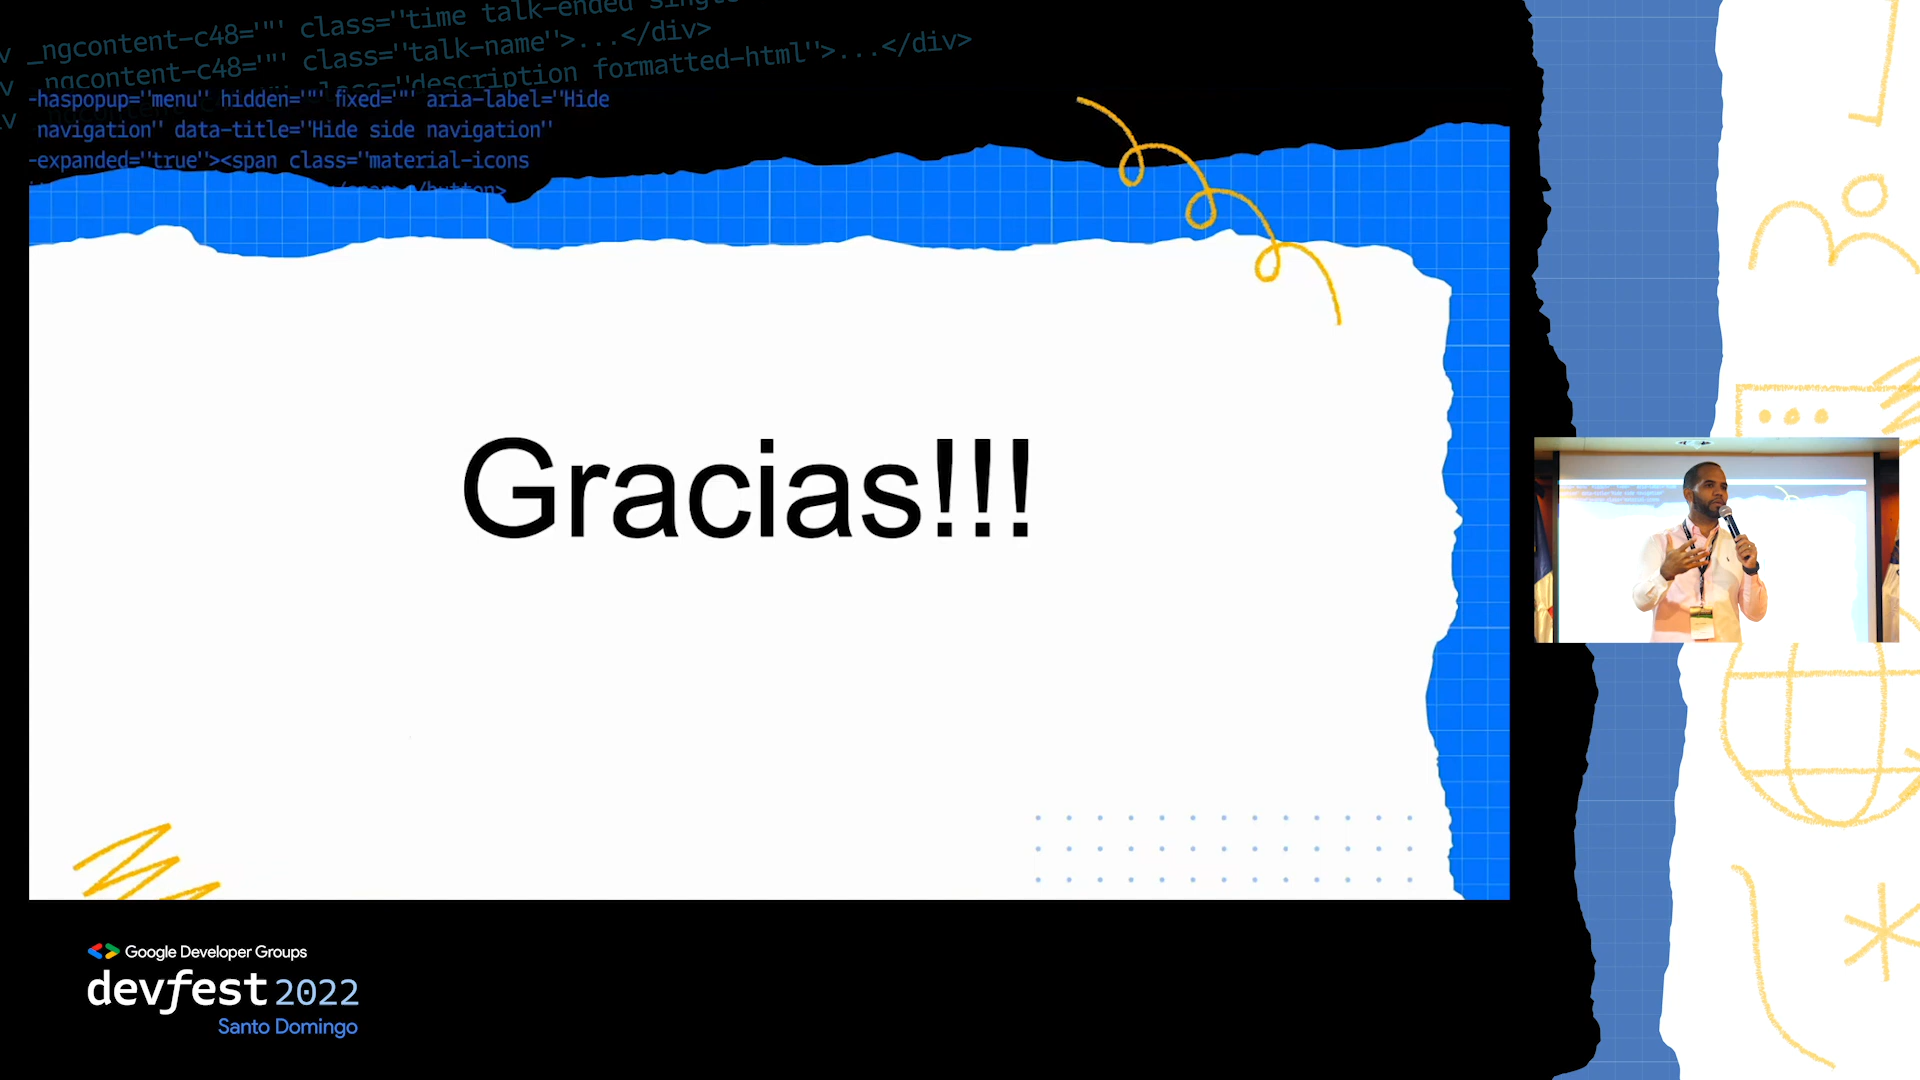 class="time talk-ended
_ngcontent-c48="" class="talk-name">...</div>
_ngcontent-c48="" class="description formatted-html">...</div>
-haspopup="menu" hidden="" fixed="" aria-label="Hide
navigation" data-title="Hide side navigation"
-expanded="true"><span class="material-icons
Gracias!!!
Google Developer Groups
devfest 2022
Santo Domingo